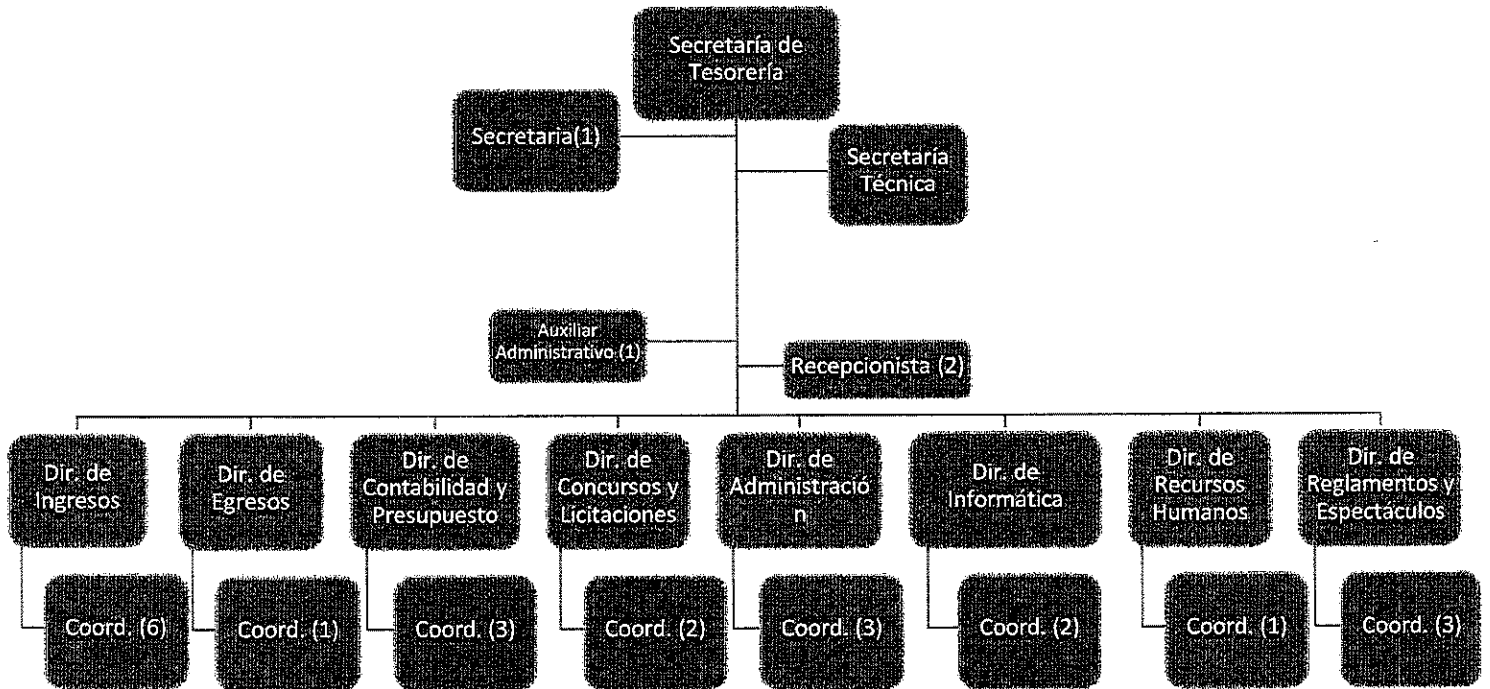 Secretaría de
Tesorería
Secretaria(1)
Secretaría
Técnica
Auxiliar
Administrativo (1)
Recepcionista (2)
Dir. de
Ingresos
Dir. de
Egresos
Dir. de
Contabilidad y
Presupuesto
Dir. de
Concursos y
Licitaciones
Dir. de
Administració
n
Dir. de
Informática
Dir. de
Recursos
Humanos
Dir. de
Reglamentos y
Espectáculos
Coord. (6)
Coord. (1)
Coord. (3)
Coord. (2)
Coord. (3)
Coord. (2)
Coord. (1)
Coord. (3)